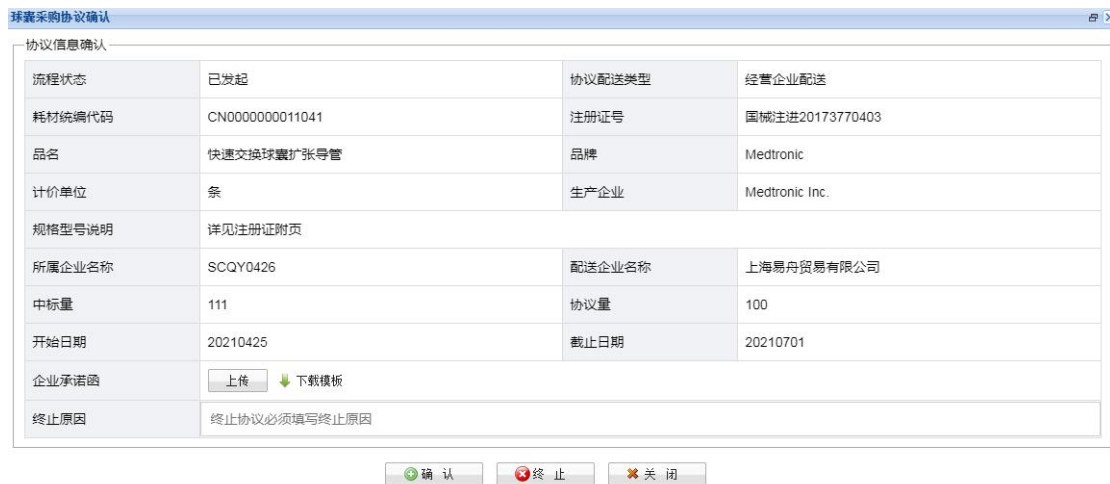 球囊采购协议确认
协议信息确认
流程状态 已发起 协议配送类型 经营企业配送
耗材统编代码 CN0000000011041 注册证号 国械注进20173770403
品名 快速交换球囊扩张导管 品牌 Medtronic
计价单位 条 生产企业 Medtronic Inc.
规格型号说明 详见注册证附页
所属企业名称 SCQY0426 配送企业名称 上海易舟贸易有限公司
中标量 111 协议量 100
开始日期 20210425 截止日期 20210701
企业承诺函 上传 下载模板
终止原因 终止协议必须填写终止原因
确 认 终 止 关 闭